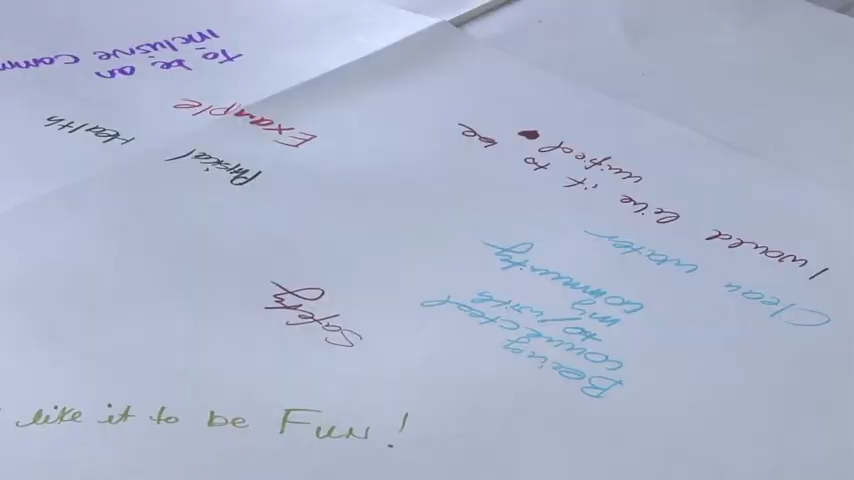 To be an
inclusive comm
Example
Physical
Health
I would like it to be
unified be
Clean water
Being
connected
to/with
my
community
Safety
like it to be FUN!